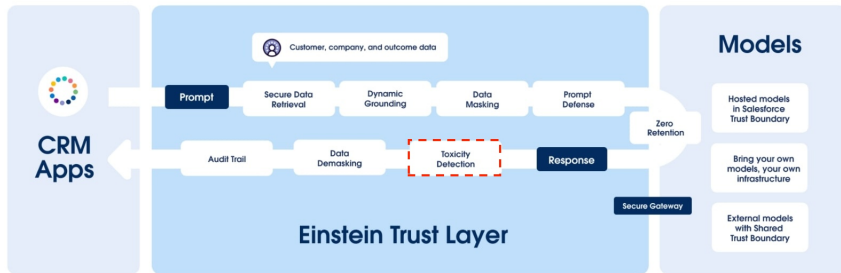 Customer, company, and outcome data
Models
CRM
Apps
Prompt
Secure Data
Retrieval
Dynamic
Grounding
Data
Masking
Prompt
Defense
Zero
Retention
Hosted models
in Salesforce
Trust Boundary
Audit Trail
Data
Demasking
Toxicity
Detection
Response
Bring your own
models, your own
infrastructure
Secure Gateway
External models
with Shared
Trust Boundary
Einstein Trust Layer